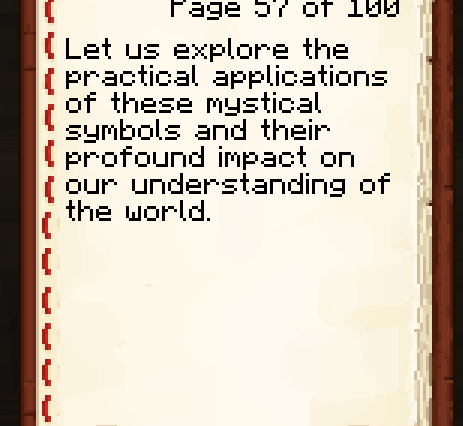 Page 57 of 100
Let us explore the
practical applications
of these mystical
symbols and their
profound impact on
our understanding of
the world.